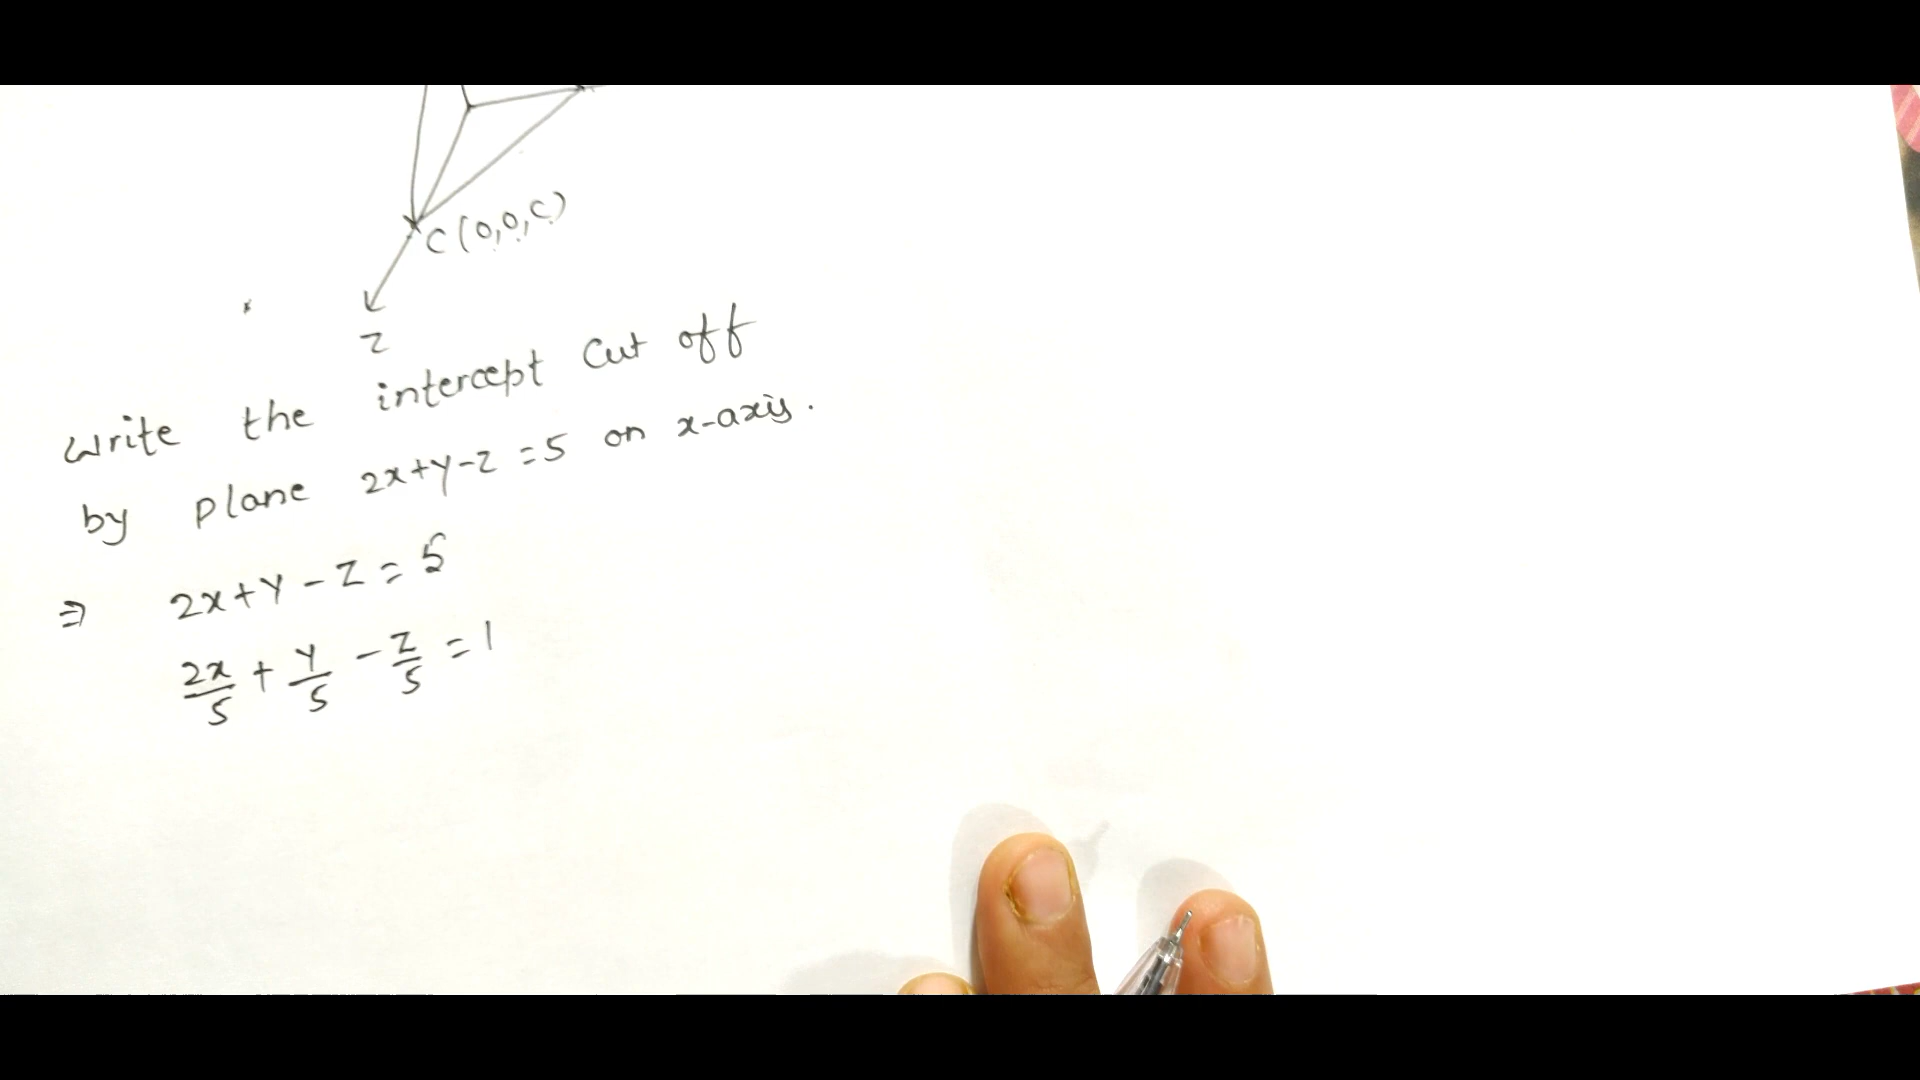 C(0,0,C)
Z
Write the intercept cut off
by plane 2x+y-z=5 on x-axis.
⇒ 2x+y-z=5
2x/5 + y/5 - z/5 = 1